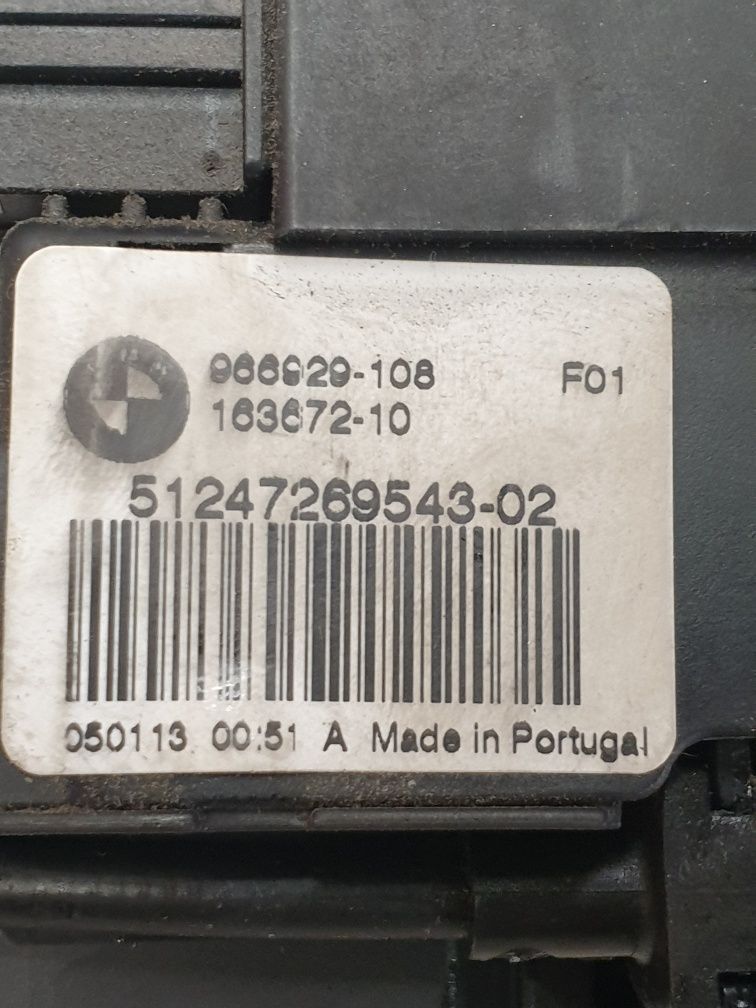 966929-108 F01
163672-10
51247269543-02
050113 00:51 A Made in Portugal